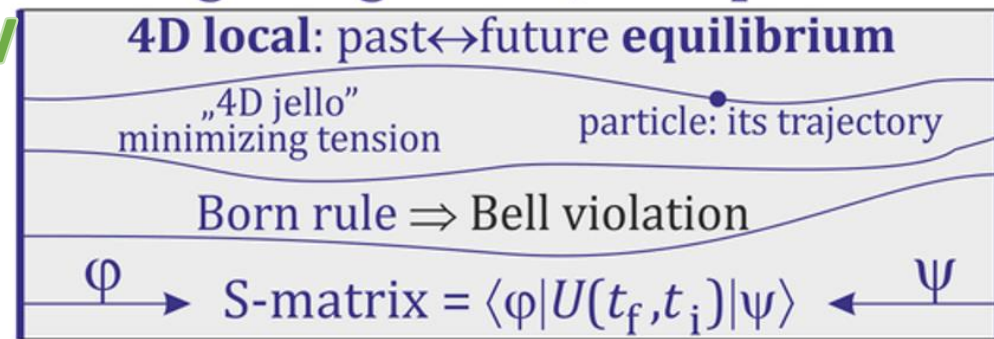 4D local: past↔future equilibrium
„4D jello”
minimizing tension
particle: its trajectory
Born rule ⇒ Bell violation
φ
S-matrix = ⟨φ|U(t_f,t_i)|ψ⟩
ψ